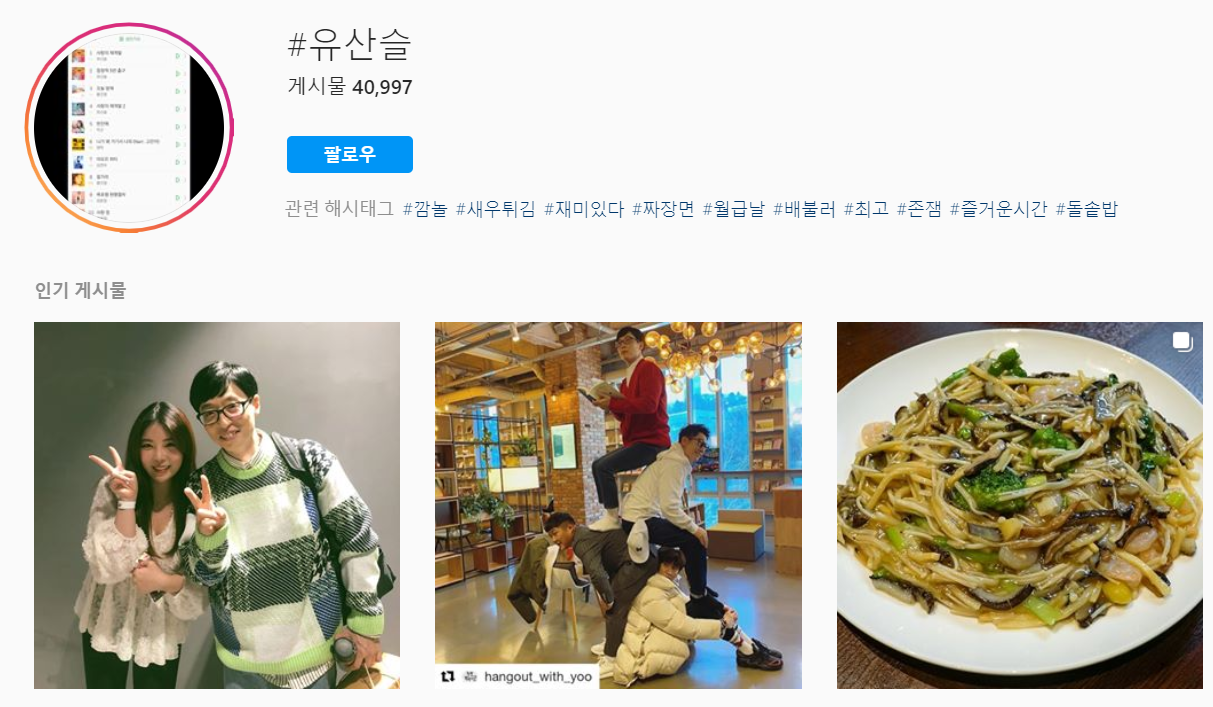 #유산슬
게시물 40,997
팔로우
관련 해시태그 #깜놀 #새우튀김 #재미있다 #짜장면 #월급날 #배불러 #최고 #존잼 #즐거운시간 #돌솥밥
인기 게시물
hangout_with_yoo